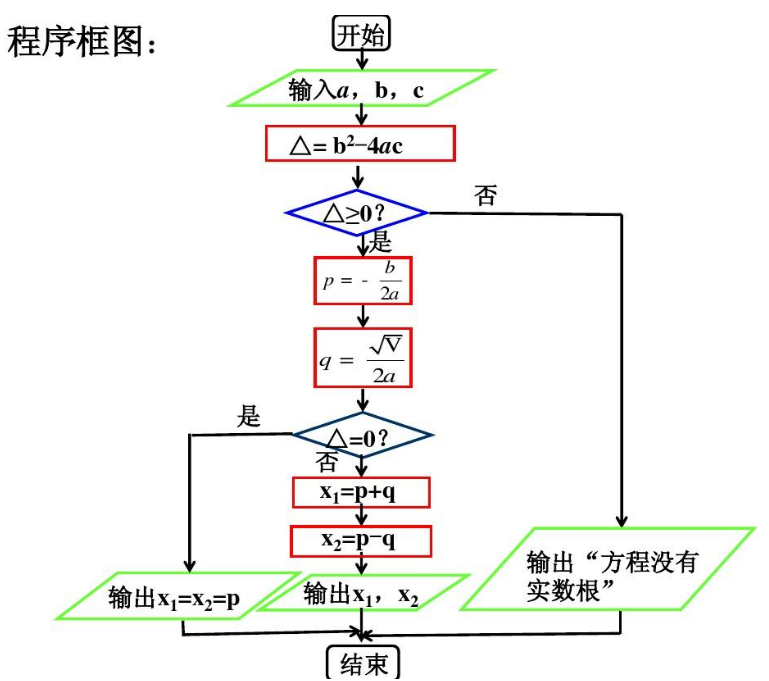 程序框图：
开始
输入a，b，c
△= b²−4ac
△≥0?
否
是
p = - b/2a
q = √V/2a
是
△=0?
否
x₁=p+q
x₂=p−q
输出x₁=x₂=p
输出x₁，x₂
输出“方程没有
实数根”
结束